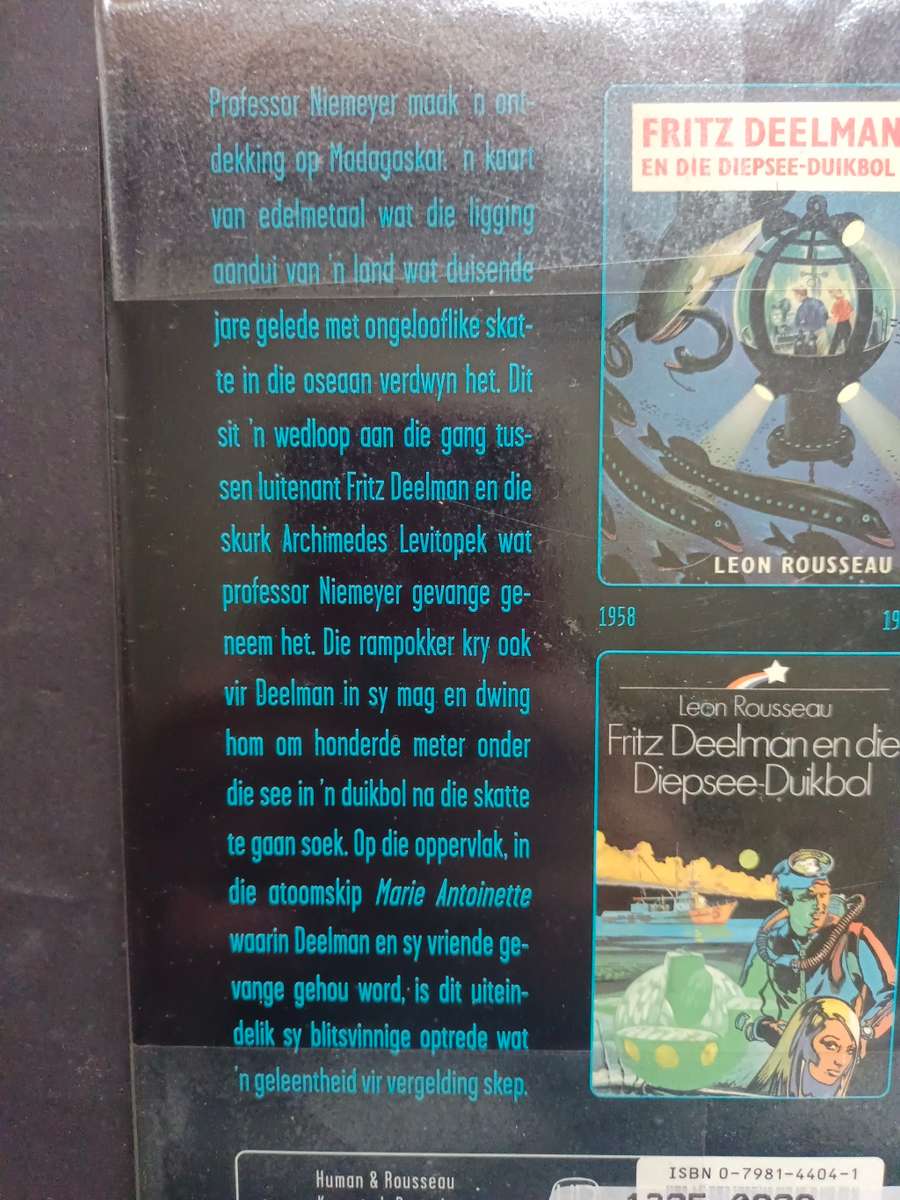 Professor Niemeyer maak 'n ont-
dekking op Madagaskar: 'n kaart
van edelmetaal wat die ligging
aandui van 'n land wat duisende
jare gelede met ongelooflike skat-
te in die oseaan verdwyn het. Dit
sit 'n wedloop aan die gang tus-
sen luitenant Fritz Deelman en die
skurk Archimedes Levitopek wat
professor Niemeyer gevange ge-
neem het. Die rampokker kry ook
vir Deelman in sy mag en dwing
hom om honderde meter onder
die see in 'n duikbol na die skatte
te gaan soek. Op die oppervlak, in
die atoomskip Marie Antoinette
waarin Deelman en sy vriende ge-
vange gehou word, is dit uitein-
delik sy blitsvinnige optrede wat
'n geleentheid vir vergelding skep.
FRITZ DEELMAN
EN DIE DIEPSEE-DUIKBOL
LEON ROUSSEAU
1958
19
Leon Rousseau
Fritz Deelman en die
Diepsee-Duikbol
Human & Rousseau
ISBN 0-7981-4404-1